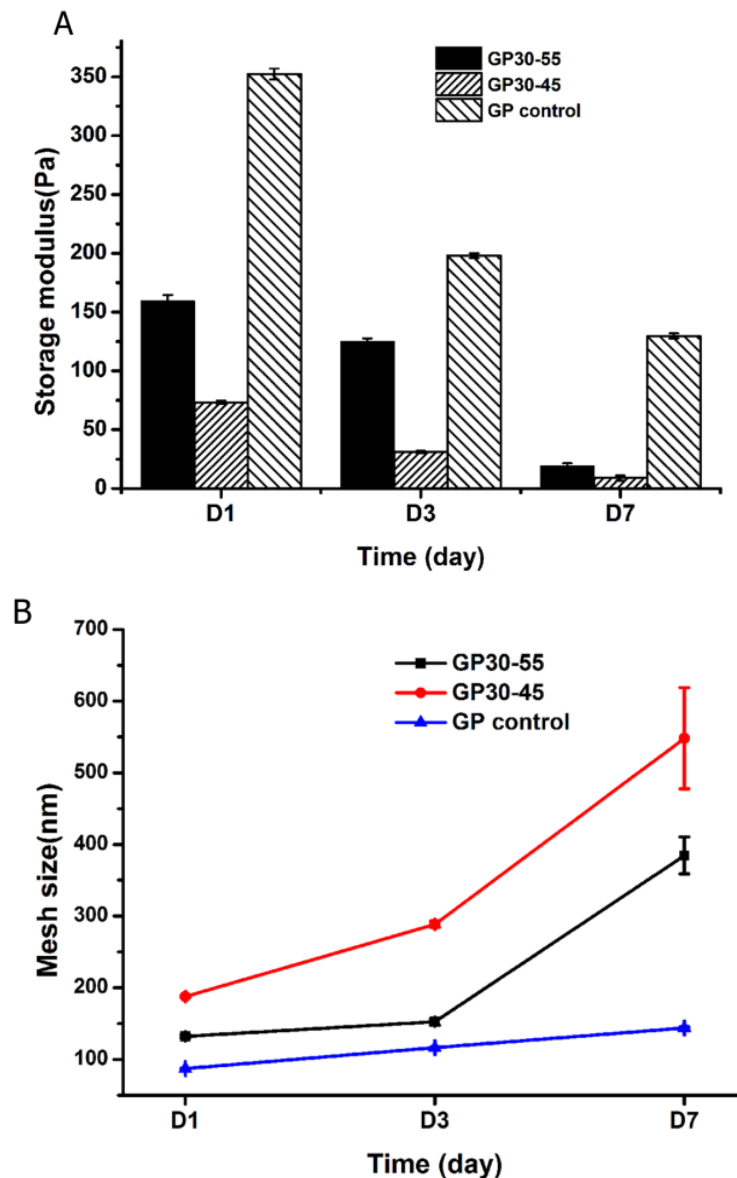 A
GP30-55
GP30-45
GP control
Storage modulus(Pa)
350
300
250
200
150
100
50
0
D1 D3 D7
Time (day)
B
GP30-55
GP30-45
GP control
Mesh size(nm)
700
600
500
400
300
200
100
D1 D3 D7
Time (day)